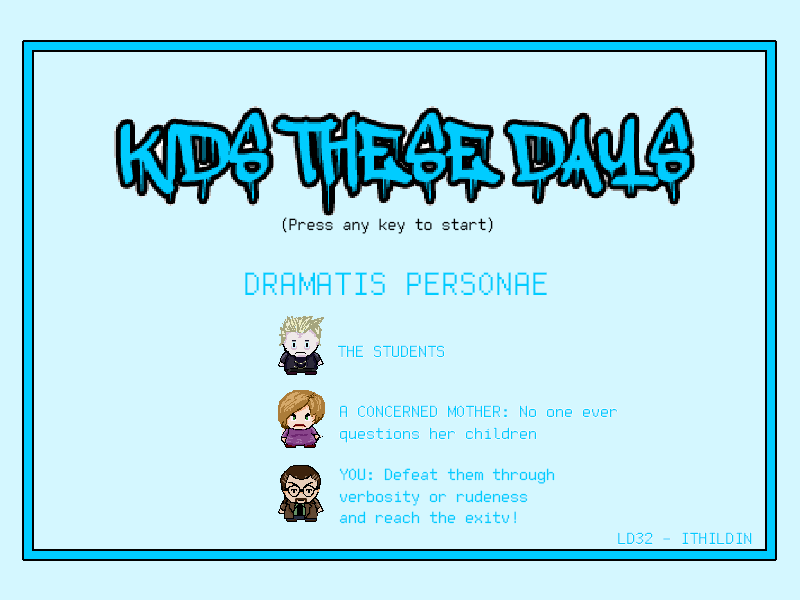 KIDS THESE DAYS
(Press any key to start)
DRAMATIS PERSONAE
THE STUDENTS
A CONCERNED MOTHER: No one ever
questions her children
YOU: Defeat them through
verbosity or rudeness
and reach the exitv!
LD32 - ITHILDIN